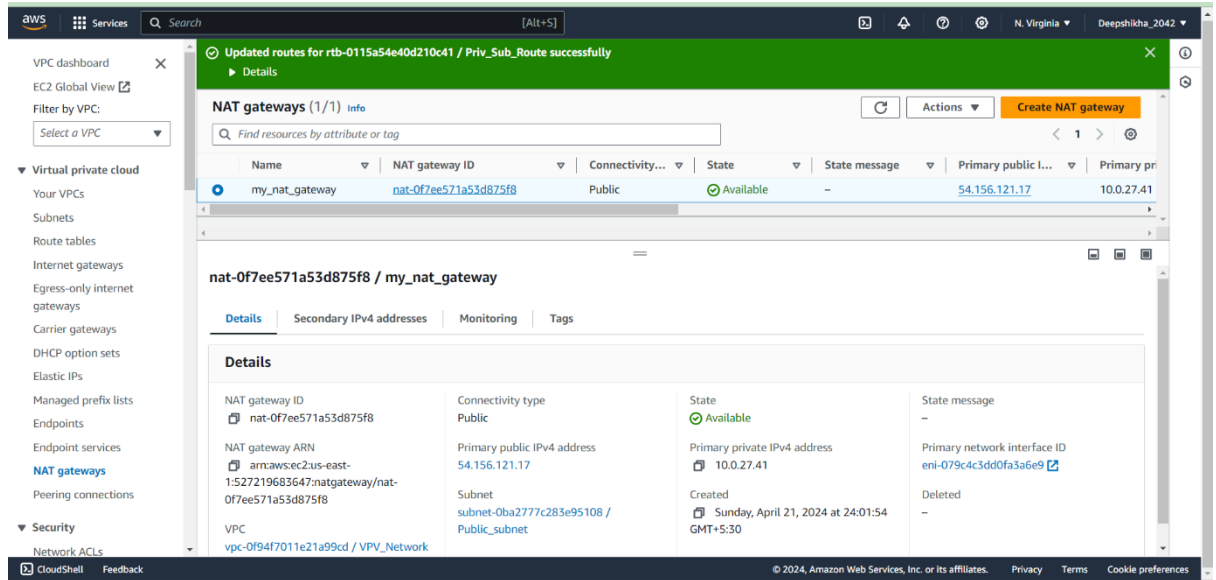 aws
Services
Search
[Alt+S]
N. Virginia
Deepshikha_2042
VPC dashboard
EC2 Global View
Filter by VPC:
Select a VPC
Virtual private cloud
Your VPCs
Subnets
Route tables
Internet gateways
Egress-only internet
gateways
Carrier gateways
DHCP option sets
Elastic IPs
Managed prefix lists
Endpoints
Endpoint services
NAT gateways
Peering connections
Security
Network ACLs
Updated routes for rtb-0115a54e40d210c41 / Priv_Sub_Route successfully
Details
NAT gateways (1/1) Info
Actions
Create NAT gateway
Find resources by attribute or tag
1
Name NAT gateway ID Connectivity... State State message Primary public I... Primary pri
my_nat_gateway nat-0f7ee571a53d875f8 Public Available – 54.156.121.17 10.0.27.41
nat-0f7ee571a53d875f8 / my_nat_gateway
Details Secondary IPv4 addresses Monitoring Tags
Details
NAT gateway ID
nat-0f7ee571a53d875f8
NAT gateway ARN
arn:aws:ec2:us-east-
1:527219683647:natgateway/nat-
0f7ee571a53d875f8
VPC
vpc-0f94f7011e21a99cd / VPV_Network
Connectivity type
Public
Primary public IPv4 address
54.156.121.17
Subnet
subnet-0ba2777c283e95108 /
Public_subnet
State
Available
Primary private IPv4 address
10.0.27.41
Created
Sunday, April 21, 2024 at 24:01:54
GMT+5:30
State message
–
Primary network interface ID
eni-079c4c3dd0fa3a6e9
Deleted
–
CloudShell Feedback
© 2024, Amazon Web Services, Inc. or its affiliates. Privacy Terms Cookie preferences